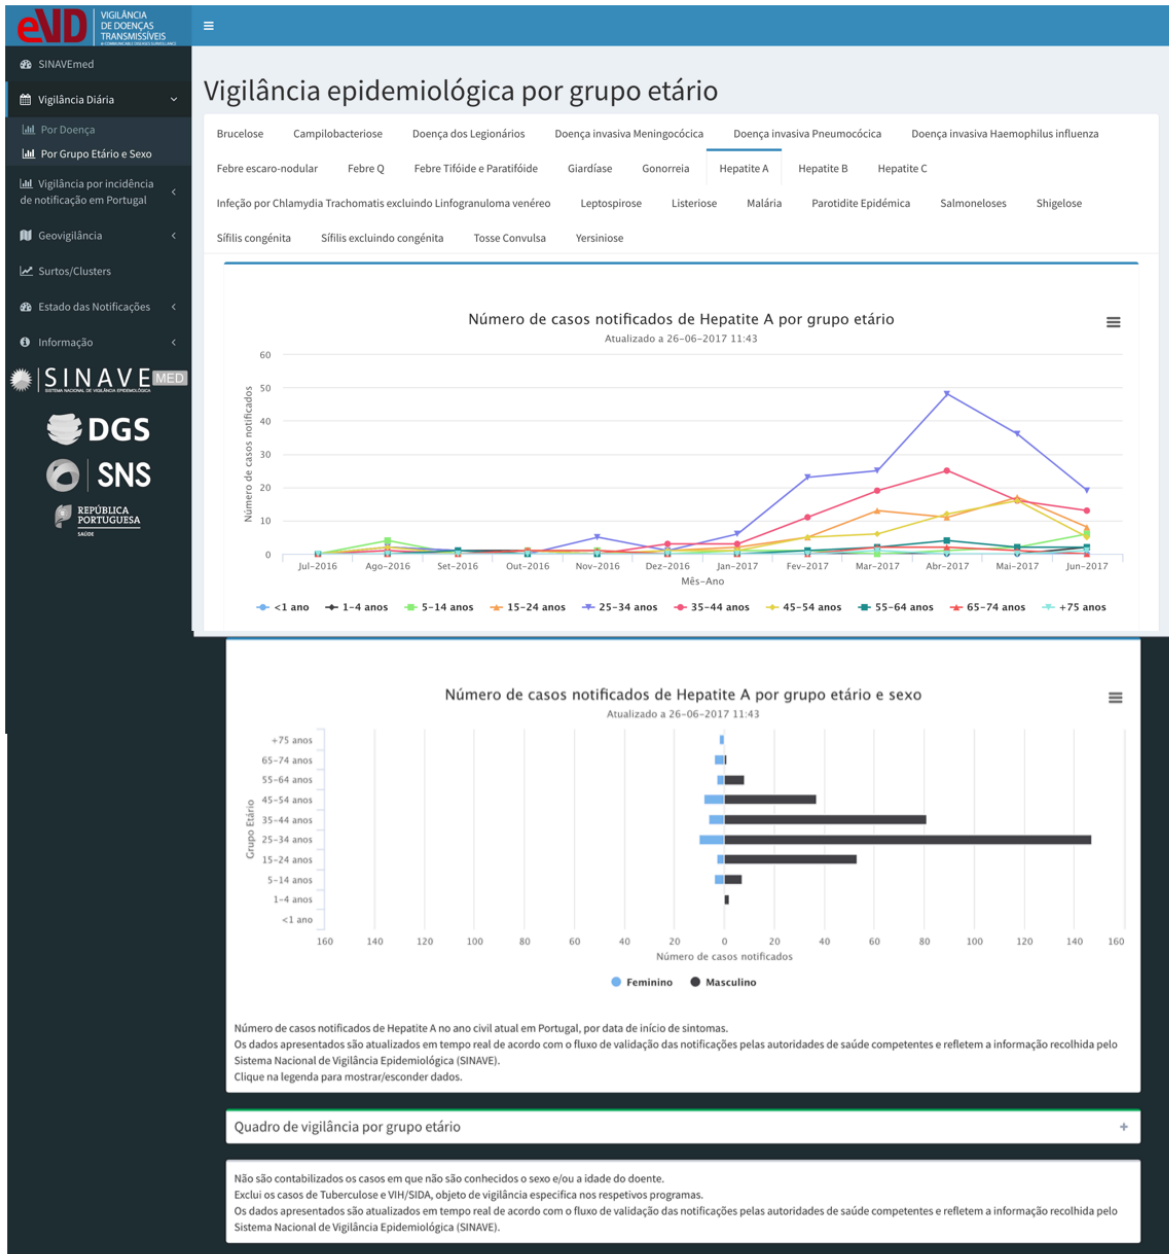 eVD
VIGILÂNCIA
DE DOENÇAS
TRANSMISSÍVEIS
SINAVEmed
Vigilância Diária
Por Doença
Por Grupo Etário e Sexo
Vigilância por incidência
de notificação em Portugal
Geovigilância
Surtos/Clusters
Estado das Notificações
Informação
SINAVE MED
SISTEMA NACIONAL DE VIGILÂNCIA EPIDEMIOLÓGICA
DGS
SNS
REPÚBLICA
PORTUGUESA
SAÚDE
Vigilância epidemiológica por grupo etário
Brucelose Campilobacteriose Doença dos Legionários Doença invasiva Meningocócica Doença invasiva Pneumocócica Doença invasiva Haemophilus influenza
Febre escaro-nodular Febre Q Febre Tifóide e Paratifóide Giardíase Gonorreia Hepatite A Hepatite B Hepatite C
Infeção por Chlamydia Trachomatis excluindo Linfogranuloma venéreo Leptospirose Listeriose Malária Parotidite Epidémica Salmoneloses Shigelose
Sífilis congénita Sífilis excluindo congénita Tosse Convulsa Yersiniose
Número de casos notificados de Hepatite A por grupo etário
Atualizado a 26-06-2017 11:43
Número de casos notificados
60
50
40
30
20
10
0
Jul-2016 Ago-2016 Set-2016 Out-2016 Nov-2016 Dez-2016 Jan-2017 Fev-2017 Mar-2017 Abr-2017 Mai-2017 Jun-2017
Mês-Ano
<1 ano 1-4 anos 5-14 anos 15-24 anos 25-34 anos 35-44 anos 45-54 anos 55-64 anos 65-74 anos +75 anos
Número de casos notificados de Hepatite A por grupo etário e sexo
Atualizado a 26-06-2017 11:43
Grupo Etário
+75 anos
65-74 anos
55-64 anos
45-54 anos
35-44 anos
25-34 anos
15-24 anos
5-14 anos
1-4 anos
<1 ano
160 140 120 100 80 60 40 20 0 20 40 60 80 100 120 140 160
Número de casos notificados
Feminino Masculino
Número de casos notificados de Hepatite A no ano civil atual em Portugal, por data de início de sintomas.
Os dados apresentados são atualizados em tempo real de acordo com o fluxo de validação das notificações pelas autoridades de saúde competentes e refletem a informação recolhida pelo
Sistema Nacional de Vigilância Epidemiológica (SINAVE).
Clique na legenda para mostrar/esconder dados.
Quadro de vigilância por grupo etário
Não são contabilizados os casos em que não são conhecidos o sexo e/ou a idade do doente.
Exclui os casos de Tuberculose e VIH/SIDA, objeto de vigilância especifica nos respetivos programas.
Os dados apresentados são atualizados em tempo real de acordo com o fluxo de validação das notificações pelas autoridades de saúde competentes e refletem a informação recolhida pelo
Sistema Nacional de Vigilância Epidemiológica (SINAVE).